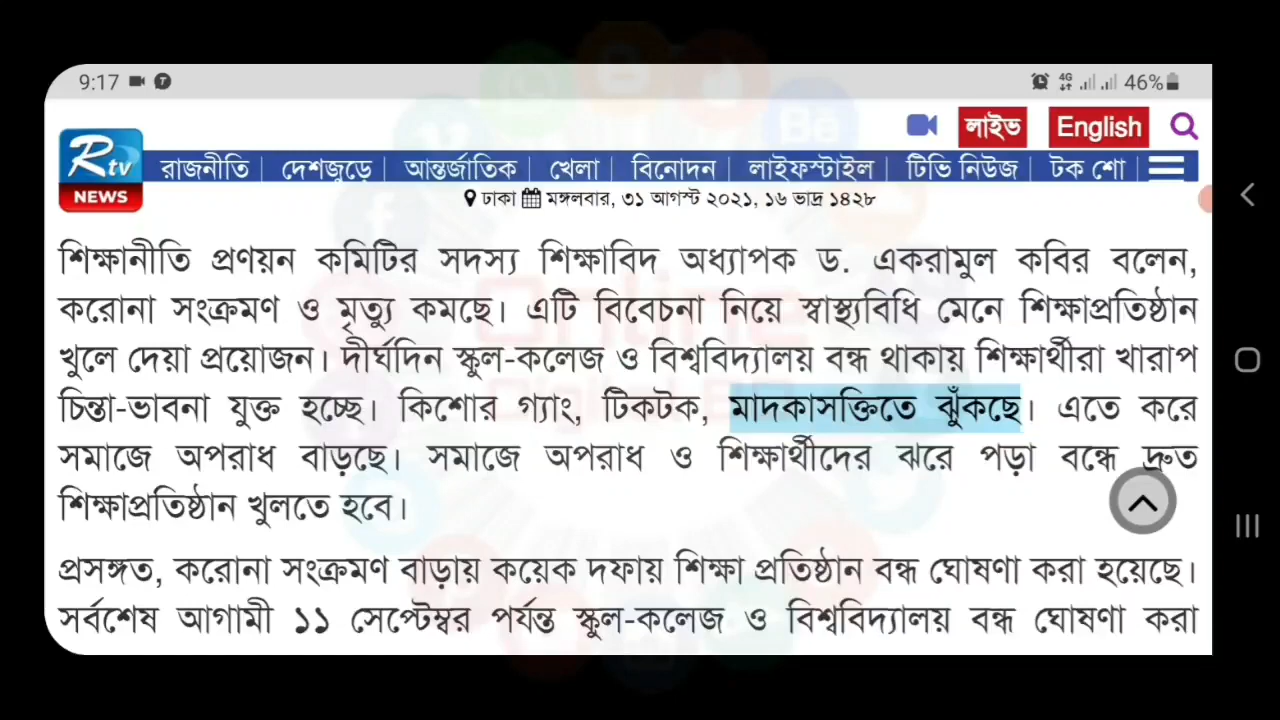 9:17
4G 46%
লাইভ English
Rtv NEWS
রাজনীতি দেশজুড়ে আন্তর্জাতিক খেলা বিনোদন লাইফস্টাইল টিভি নিউজ টক শো
ঢাকা মঙ্গলবার, ৩১ আগস্ট ২০২১, ১৬ ভাদ্র ১৪২৮
শিক্ষানীতি প্রণয়ন কমিটির সদস্য শিক্ষাবিদ অধ্যাপক ড. একরামুল কবির বলেন,
করোনা সংক্রমণ ও মৃত্যু কমছে। এটি বিবেচনা নিয়ে স্বাস্থ্যবিধি মেনে শিক্ষাপ্রতিষ্ঠান
খুলে দেয়া প্রয়োজন। দীর্ঘদিন স্কুল-কলেজ ও বিশ্ববিদ্যালয় বন্ধ থাকায় শিক্ষার্থীরা খারাপ
চিন্তা-ভাবনা যুক্ত হচ্ছে। কিশোর গ্যাং, টিকটক, মাদকাসক্তিতে ঝুঁকছে। এতে করে
সমাজে অপরাধ বাড়ছে। সমাজে অপরাধ ও শিক্ষার্থীদের ঝরে পড়া বন্ধে দ্রুত
শিক্ষাপ্রতিষ্ঠান খুলতে হবে।
প্রসঙ্গত, করোনা সংক্রমণ বাড়ায় কয়েক দফায় শিক্ষা প্রতিষ্ঠান বন্ধ ঘোষণা করা হয়েছে।
সর্বশেষ আগামী ১১ সেপ্টেম্বর পর্যন্ত স্কুল-কলেজ ও বিশ্ববিদ্যালয় বন্ধ ঘোষণা করা